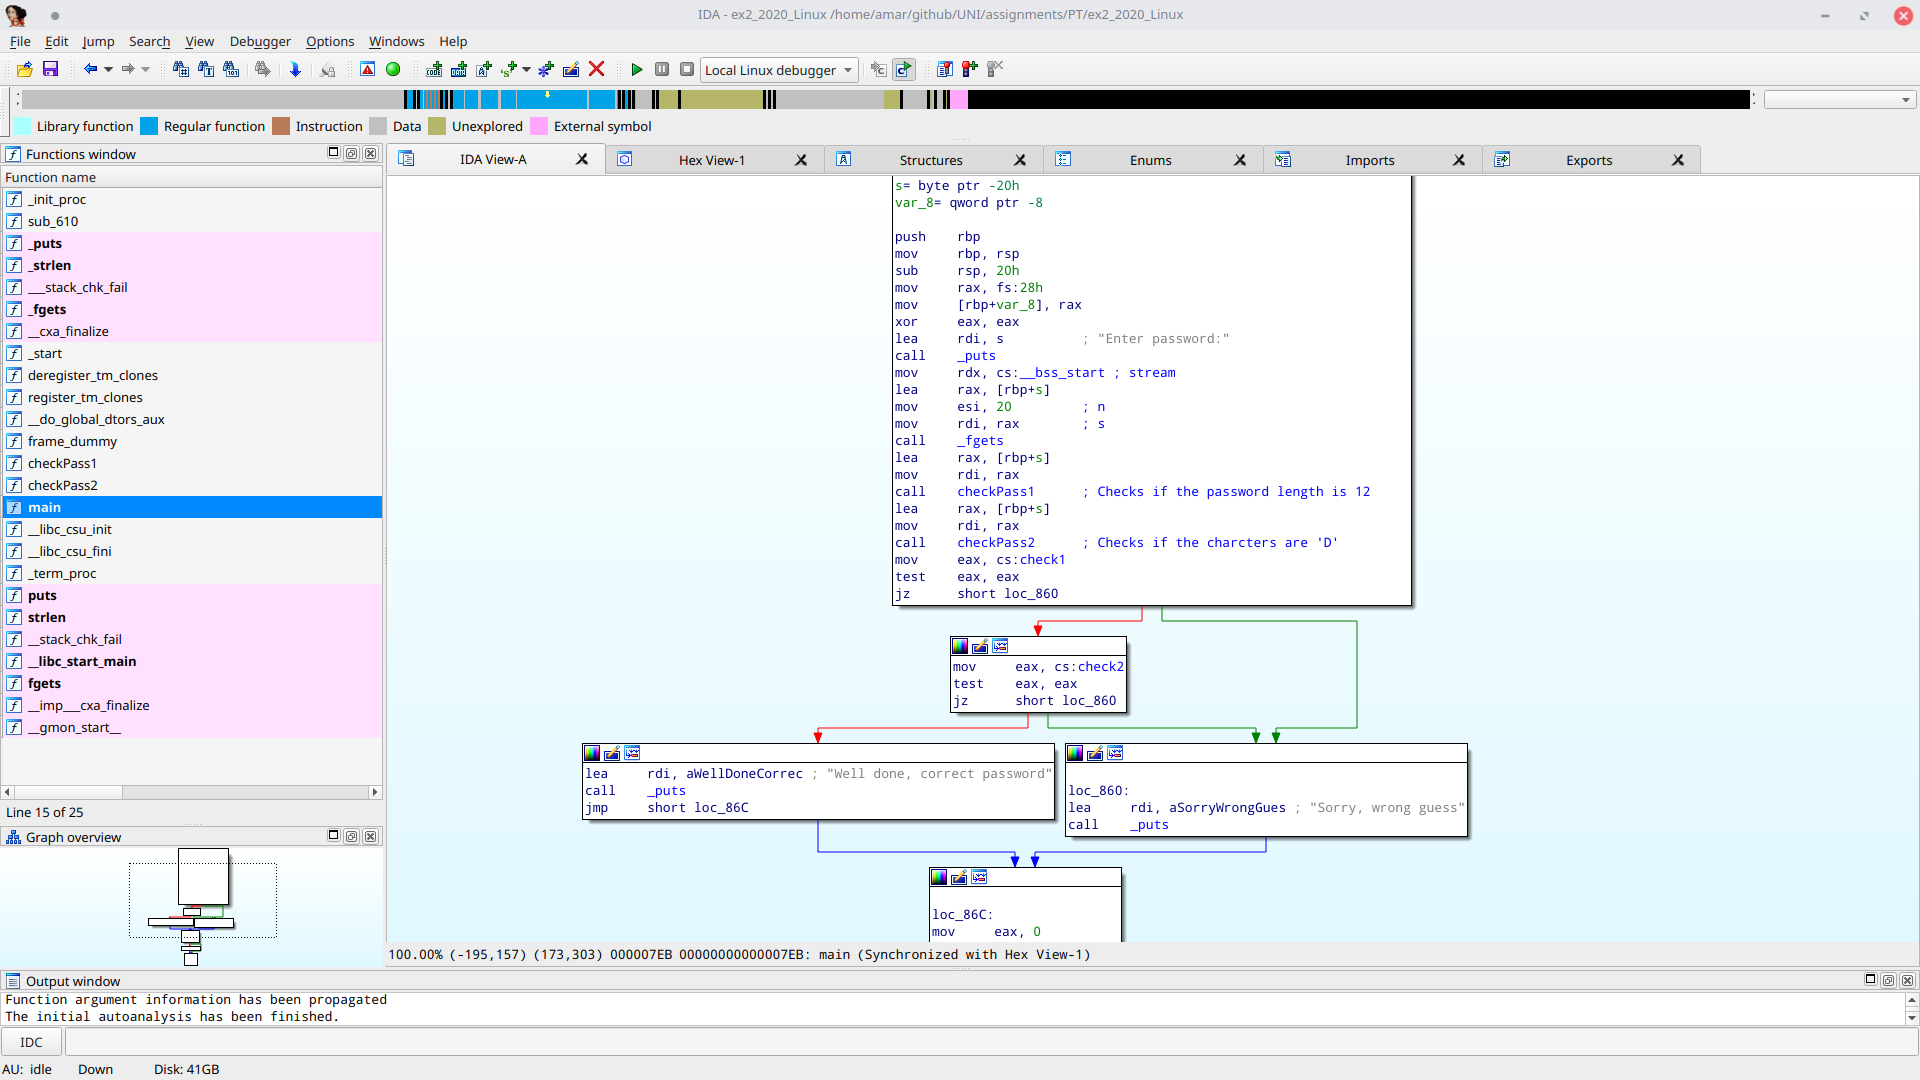 IDA - ex2_2020_Linux /home/amar/github/UNI/assignments/PT/ex2_2020_Linux
File Edit Jump Search View Debugger Options Windows Help
Local Linux debugger
Library function Regular function Instruction Data Unexplored External symbol
Functions window
Function name
_init_proc
sub_610
_puts
_strlen
___stack_chk_fail
_fgets
__cxa_finalize
_start
deregister_tm_clones
register_tm_clones
__do_global_dtors_aux
frame_dummy
checkPass1
checkPass2
main
__libc_csu_init
__libc_csu_fini
_term_proc
puts
strlen
__stack_chk_fail
__libc_start_main
fgets
__imp___cxa_finalize
__gmon_start__
Line 15 of 25
Graph overview
IDA View-A Hex View-1 Structures Enums Imports Exports
s= byte ptr -20h
var_8= qword ptr -8
push rbp
mov rbp, rsp
sub rsp, 20h
mov rax, fs:28h
mov [rbp+var_8], rax
xor eax, eax
lea rdi, s ; "Enter password:"
call _puts
mov rdx, cs:__bss_start ; stream
lea rax, [rbp+s]
mov esi, 20 ; n
mov rdi, rax ; s
call _fgets
lea rax, [rbp+s]
mov rdi, rax
call checkPass1 ; Checks if the password length is 12
lea rax, [rbp+s]
mov rdi, rax
call checkPass2 ; Checks if the charcters are 'D'
mov eax, cs:check1
test eax, eax
jz short loc_860
mov eax, cs:check2
test eax, eax
jz short loc_860
lea rdi, aWellDoneCorrec ; "Well done, correct password"
call _puts
jmp short loc_86C
loc_860:
lea rdi, aSorryWrongGues ; "Sorry, wrong guess"
call _puts
loc_86C:
mov eax, 0
100.00% (-195,157) (173,303) 000007EB 00000000000007EB: main (Synchronized with Hex View-1)
Output window
Function argument information has been propagated
The initial autoanalysis has been finished.
IDC
AU: idle Down Disk: 41GB